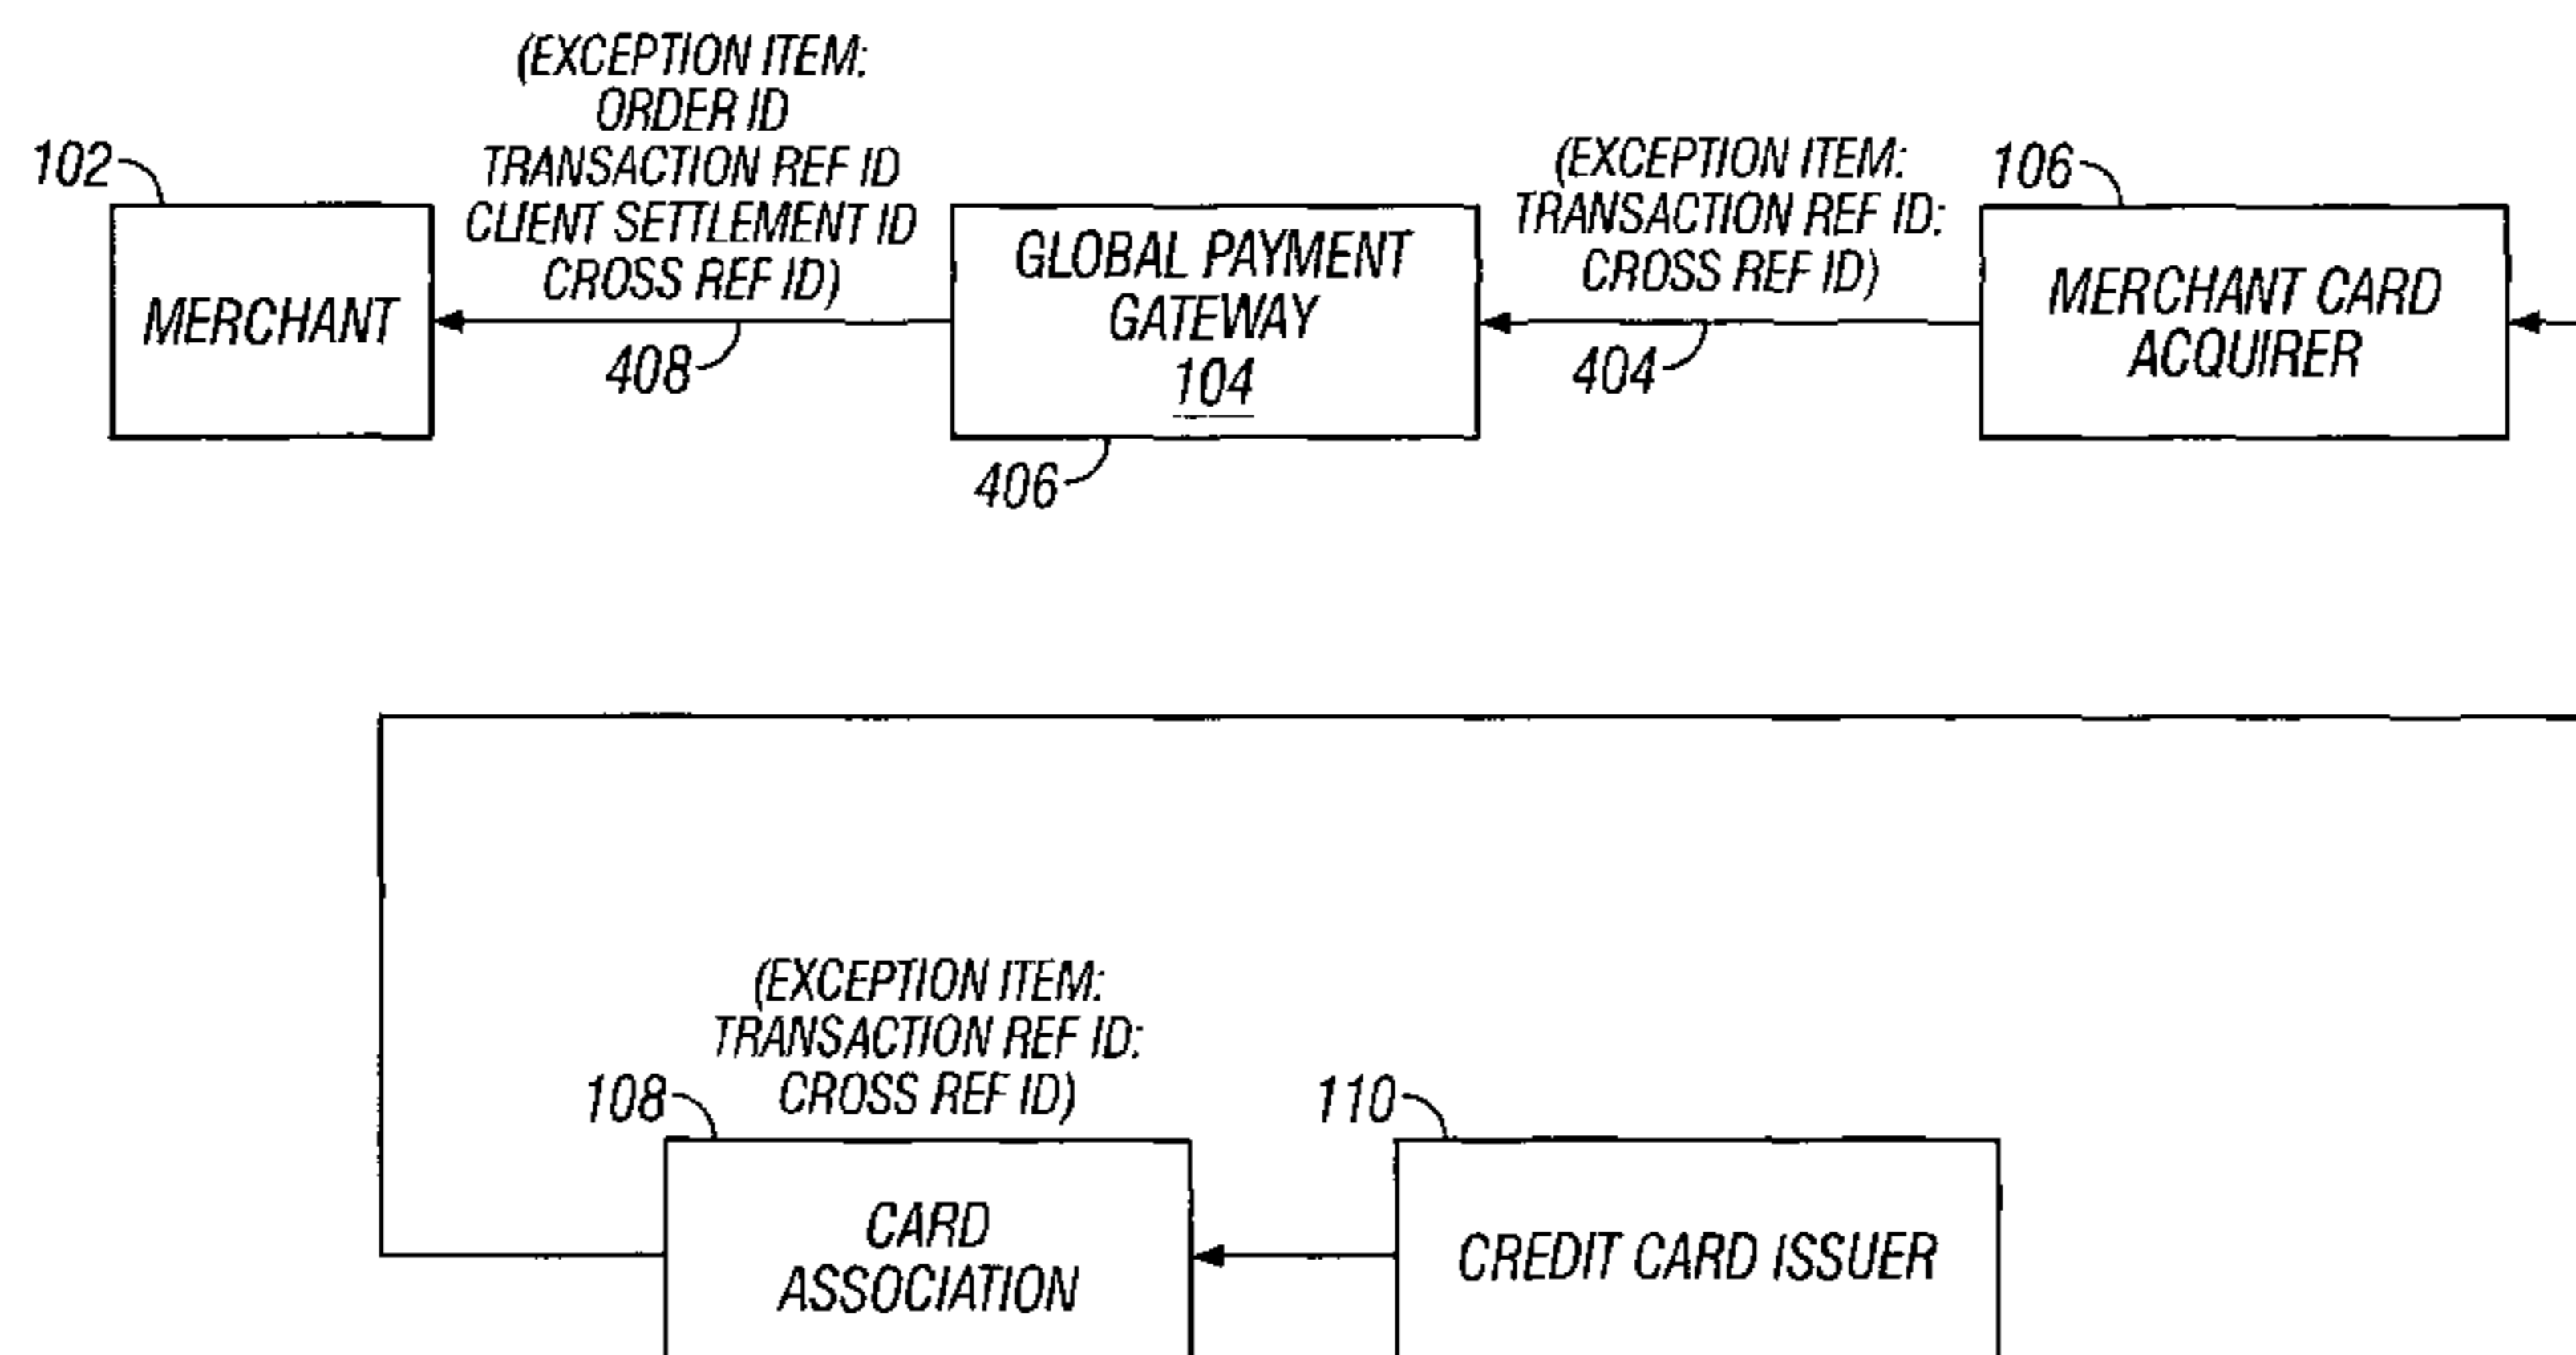 (EXCEPTION ITEM:
ORDER ID
TRANSACTION REF ID
CLIENT SETTLEMENT ID
CROSS REF ID)
102
MERCHANT
408
GLOBAL PAYMENT
GATEWAY
104
406
(EXCEPTION ITEM:
TRANSACTION REF ID:
CROSS REF ID)
404
106
MERCHANT CARD
ACQUIRER
(EXCEPTION ITEM:
TRANSACTION REF ID:
CROSS REF ID)
108
CARD
ASSOCIATION
110
CREDIT CARD ISSUER